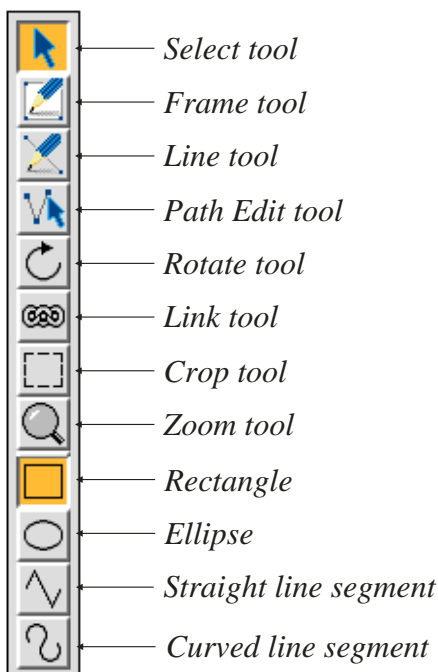 Select tool
Frame tool
Line tool
Path Edit tool
Rotate tool
Link tool
Crop tool
Zoom tool
Rectangle
Ellipse
Straight line segment
Curved line segment